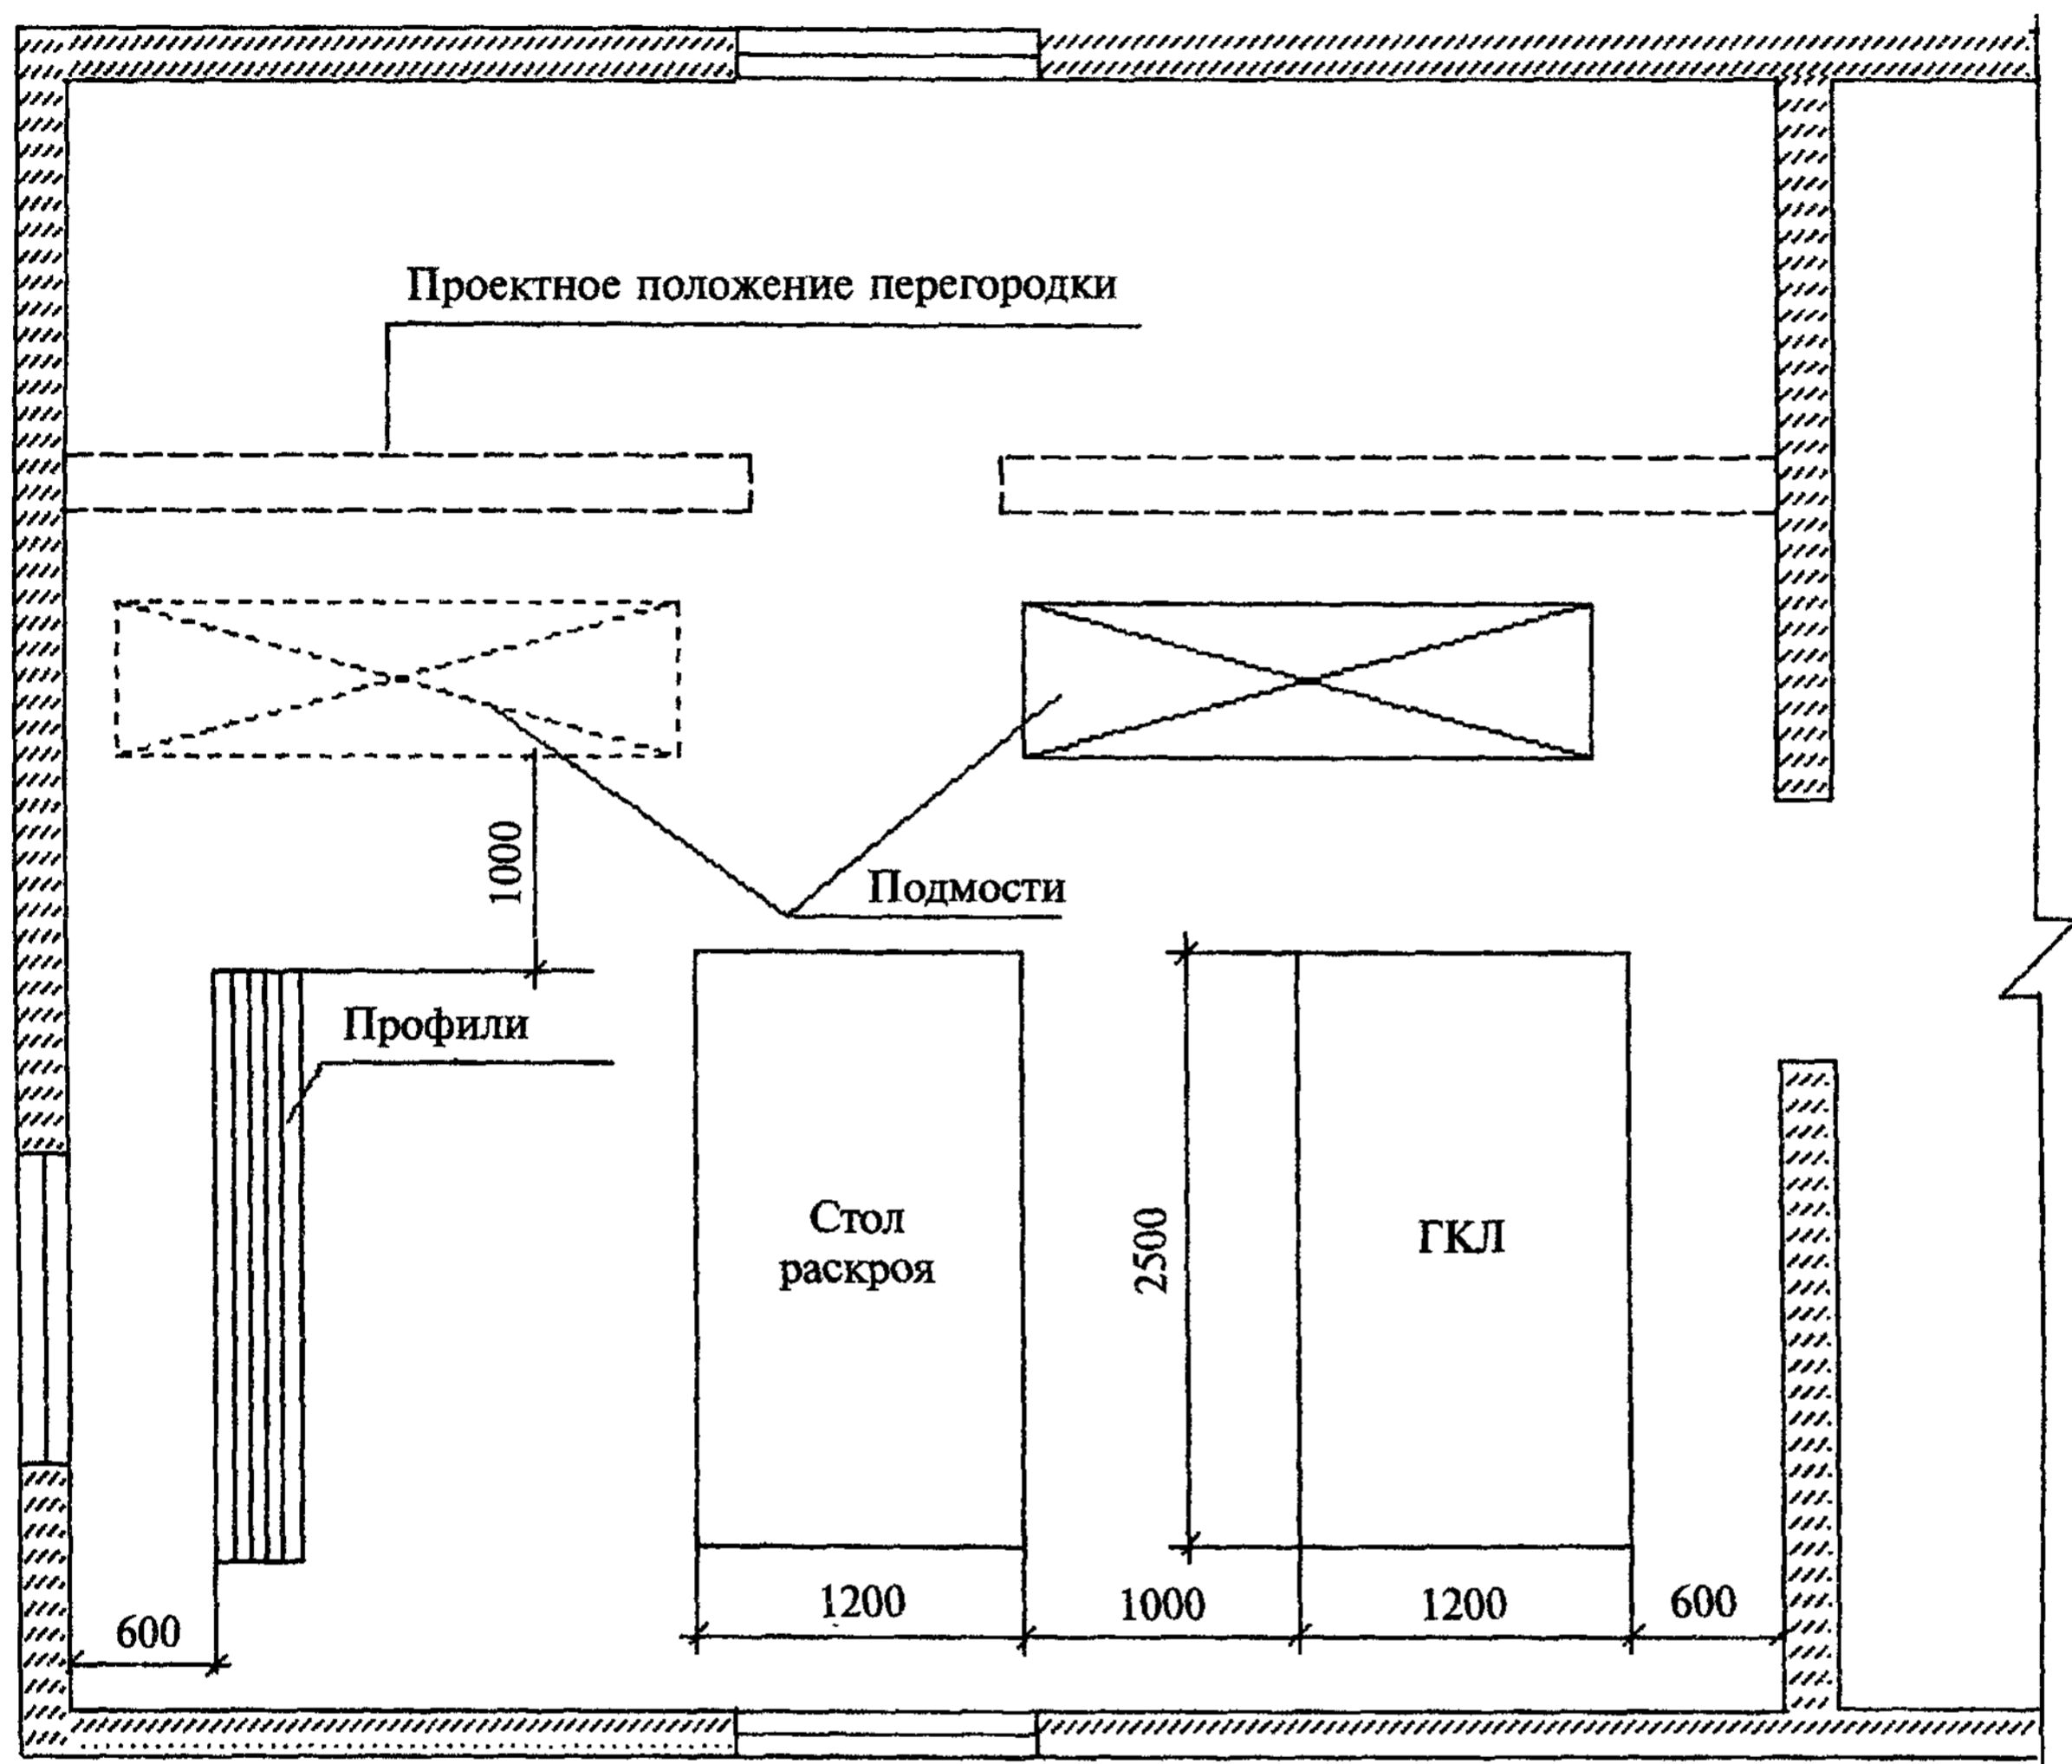 Проектное положение перегородки
1000
Подмости
Профили
Стол
раскроя
2500
ГКЛ
1200
1000
1200
600
600